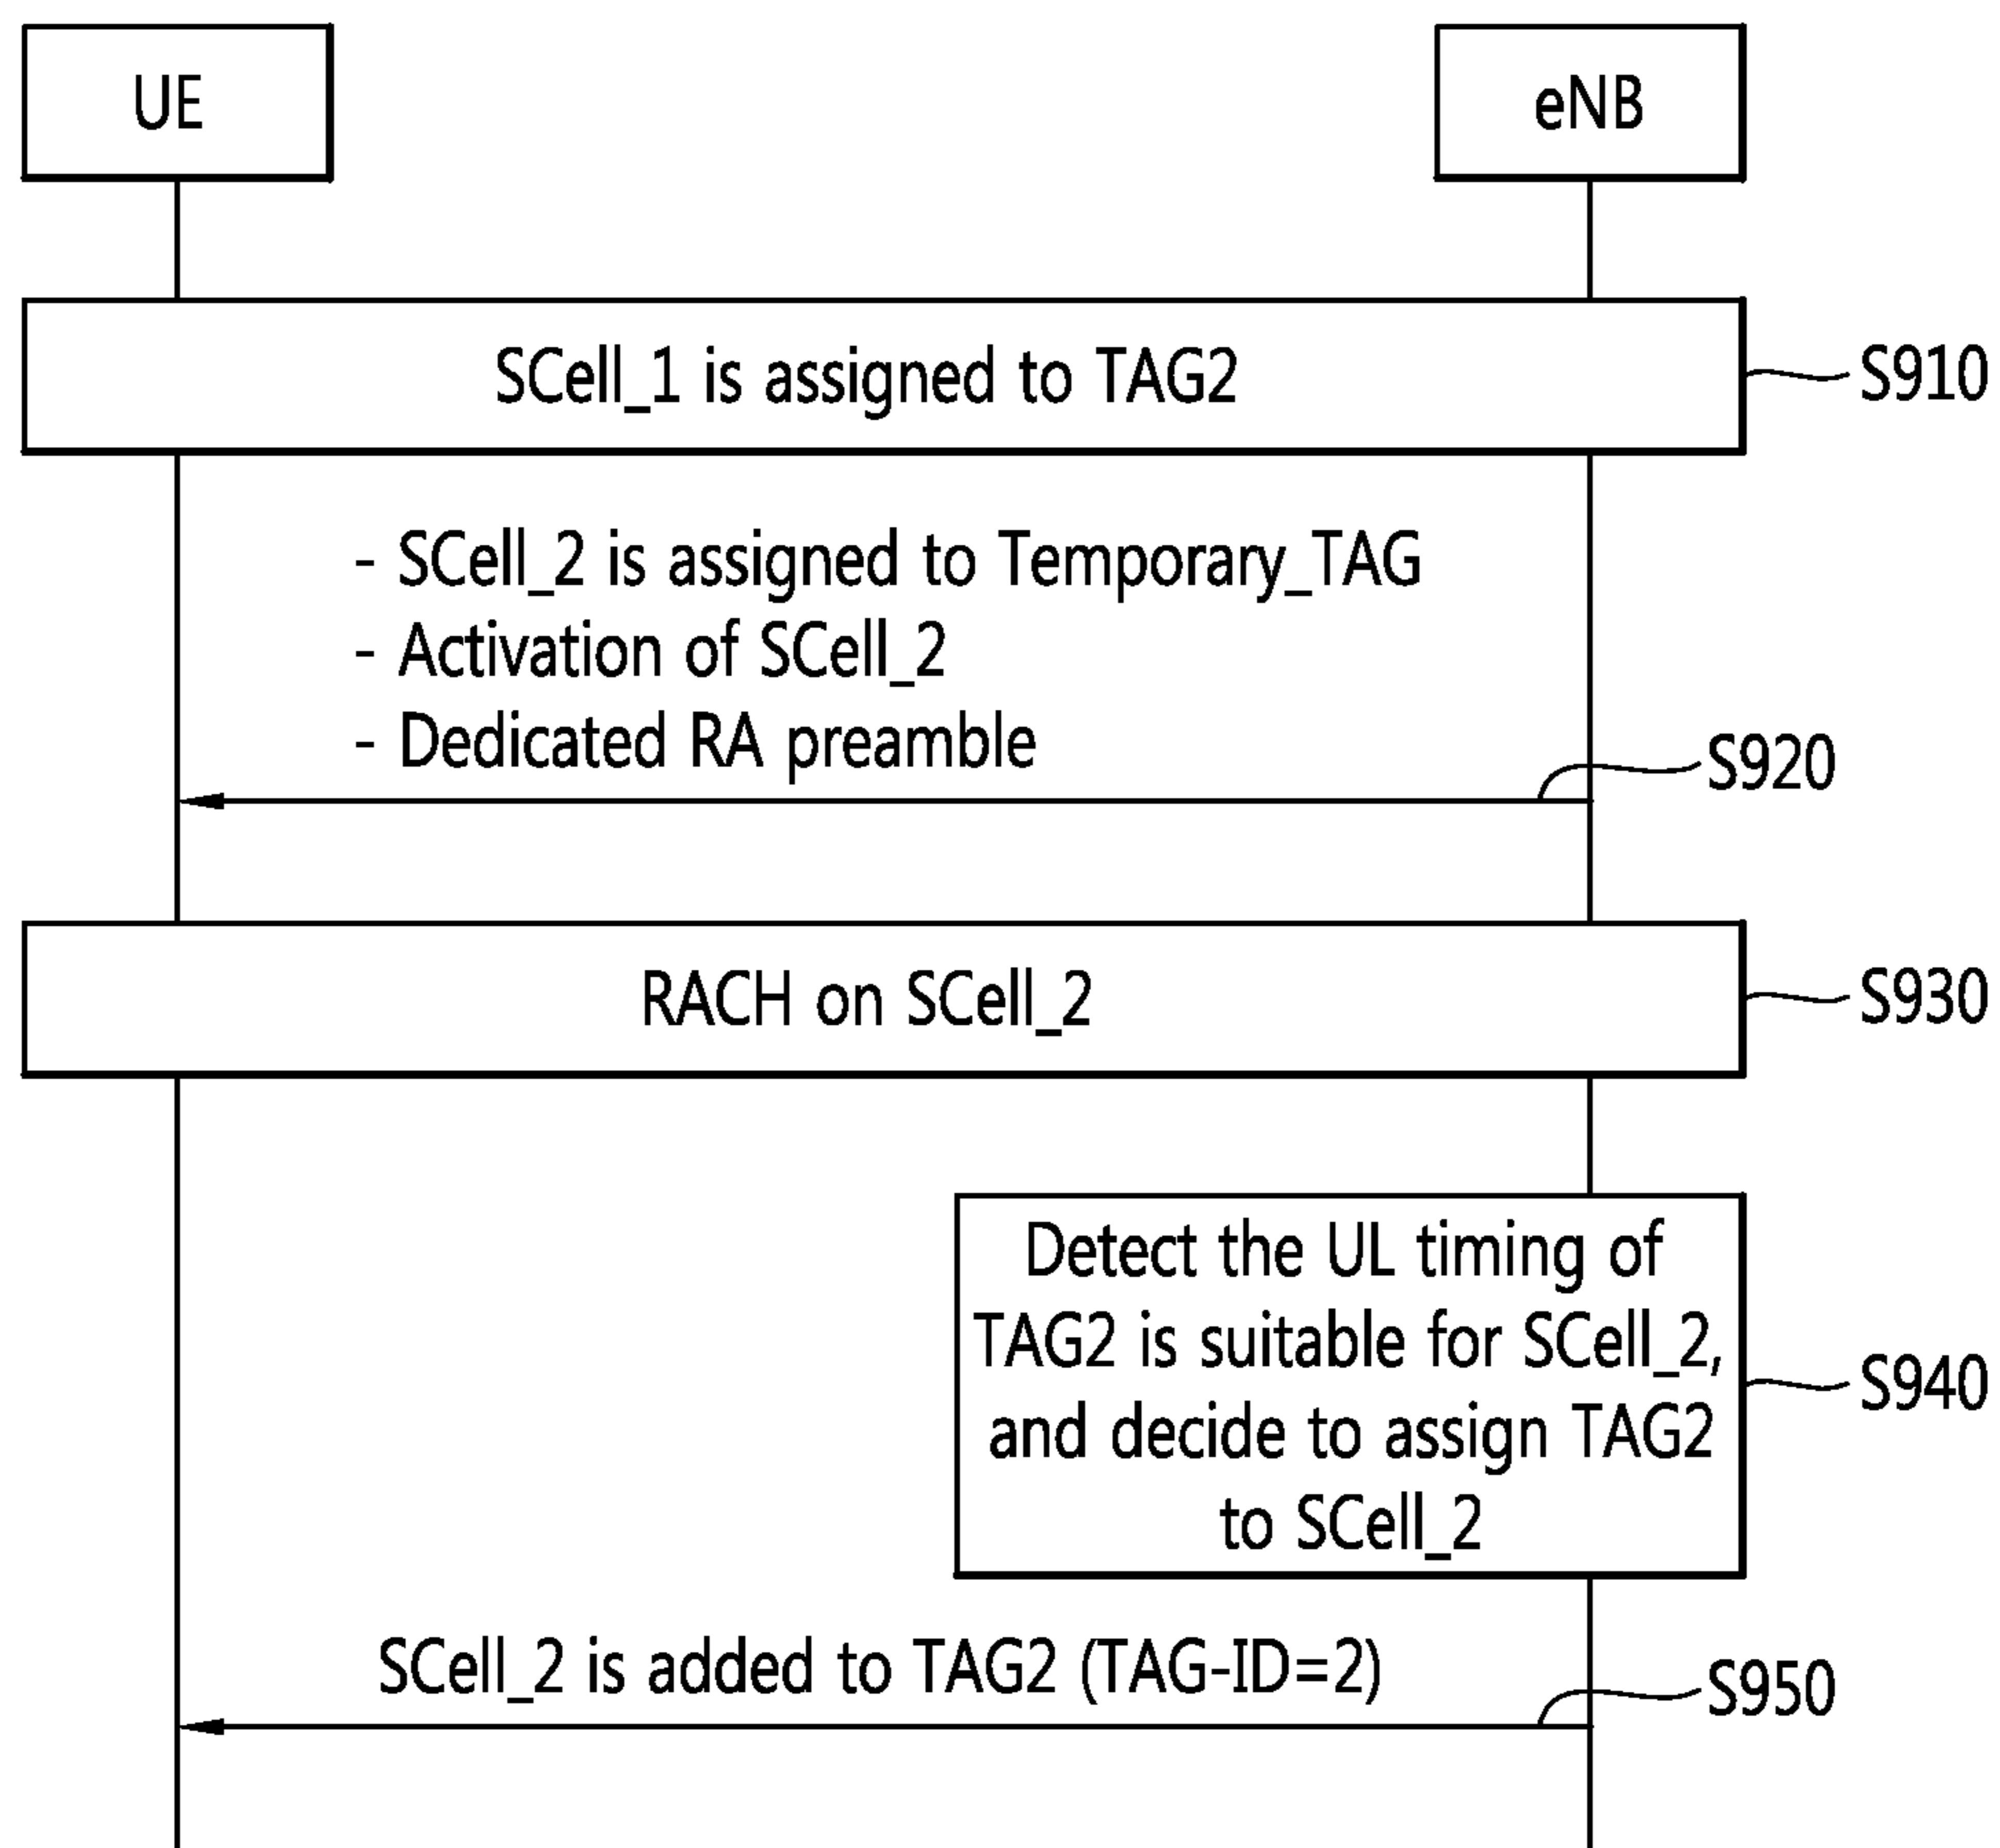 UE
eNB
SCell_1 is assigned to TAG2
S910
- SCell_2 is assigned to Temporary_TAG
- Activation of SCell_2
- Dedicated RA preamble
S920
RACH on SCell_2
S930
Detect the UL timing of
TAG2 is suitable for SCell_2,
and decide to assign TAG2
to SCell_2
S940
SCell_2 is added to TAG2 (TAG-ID=2)
S950